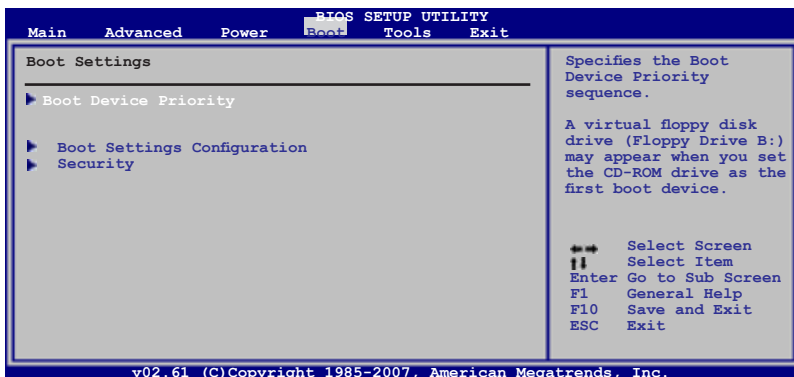 BIOS SETUP UTILITY
Main Advanced Power Boot Tools Exit
Boot Settings
Boot Device Priority
Boot Settings Configuration
Security
Specifies the Boot
Device Priority
sequence.
A virtual floppy disk
drive (Floppy Drive B:)
may appear when you set
the CD-ROM drive as the
first boot device.
Select Screen
Select Item
Enter Go to Sub Screen
F1 General Help
F10 Save and Exit
ESC Exit
v02.61 (C)Copyright 1985-2007, American Megatrends, Inc.